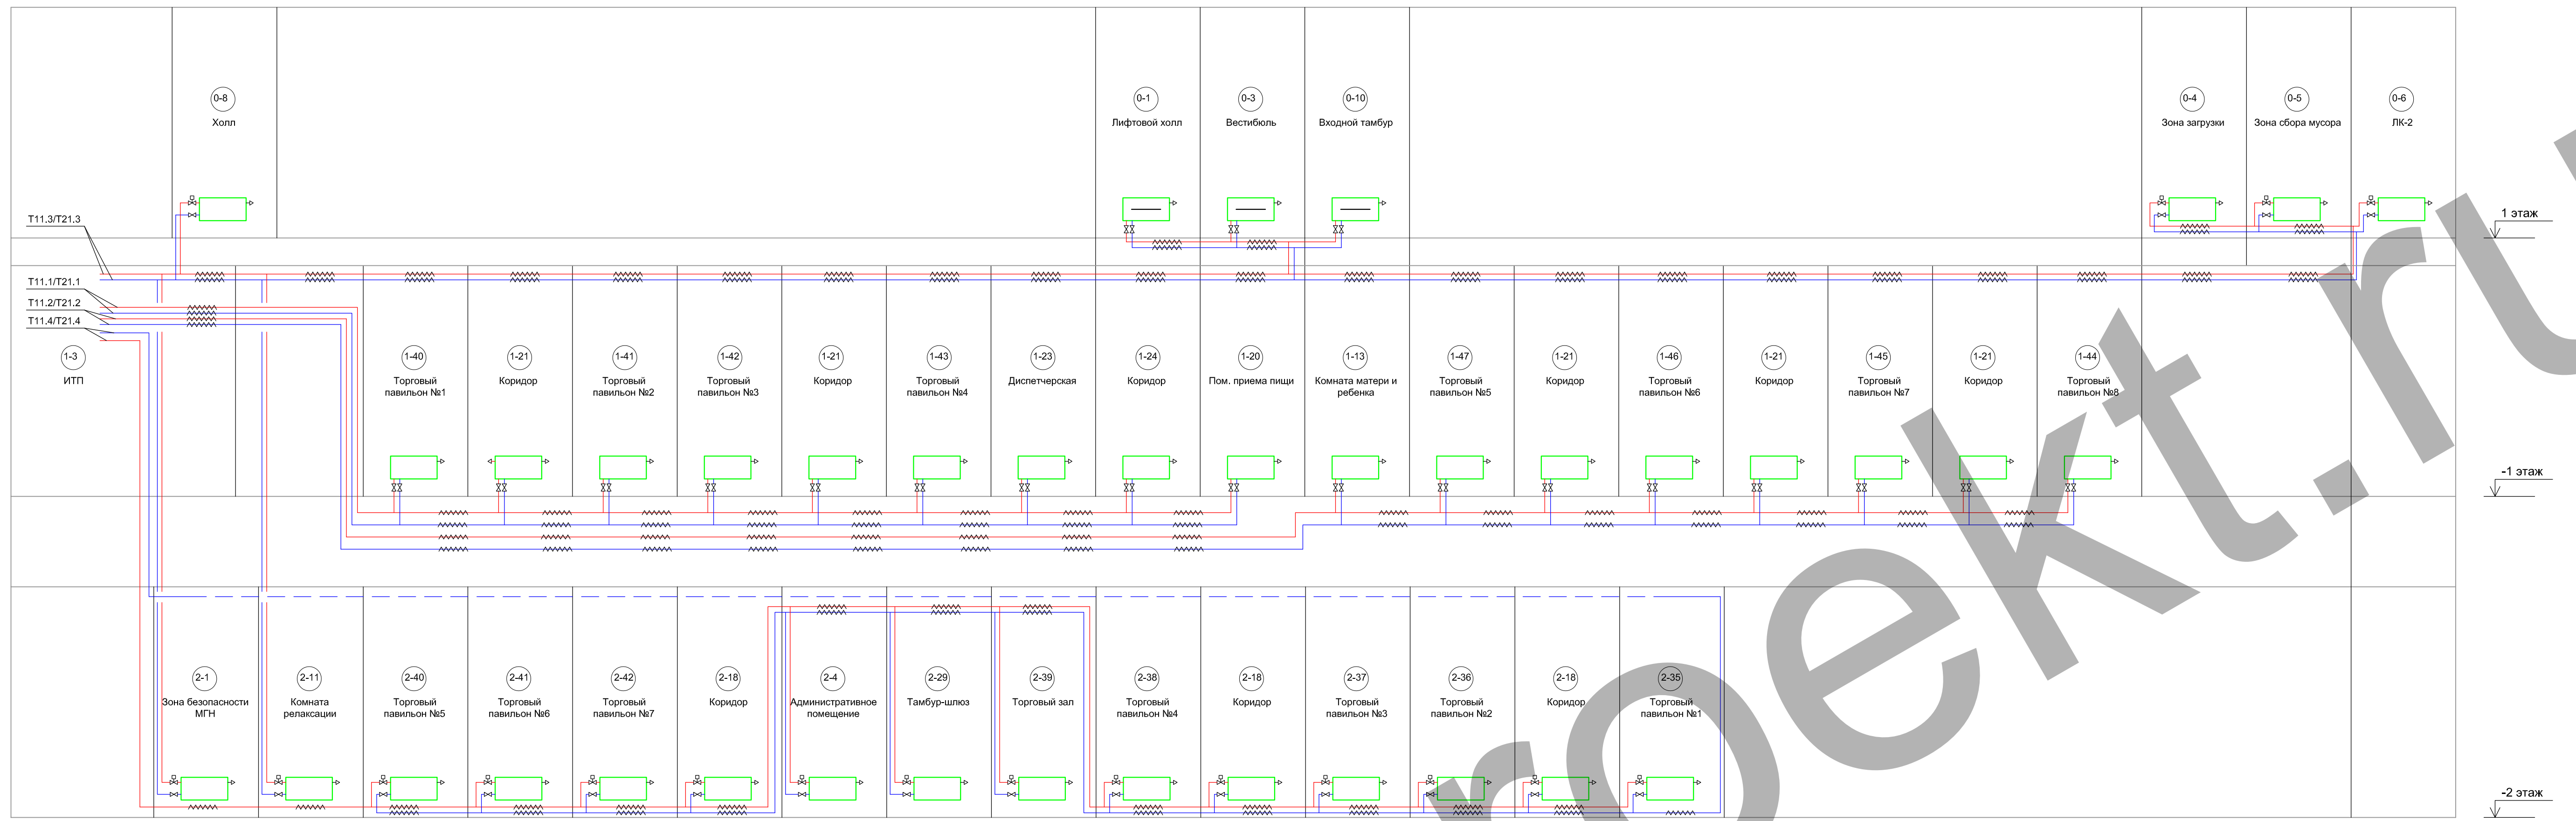 0-8
Холл
0-1
Лифтовой холл
0-3
Вестибюль
0-10
Входной тамбур
0-4
Зона загрузки
0-5
Зона сбора мусора
0-6
ЛК-2
1 этаж
Т11.3/Т21.3
Т11.1/Т21.1
Т11.2/Т21.2
Т11.4/Т21.4
1-3
ИТП
1-40
Торговый
павильон №1
1-21
Коридор
1-41
Торговый
павильон №2
1-42
Торговый
павильон №3
1-21
Коридор
1-43
Торговый
павильон №4
1-23
Диспетчерская
1-24
Коридор
1-20
Пом. приема пищи
1-13
Комната матери и
ребенка
1-47
Торговый
павильон №5
1-21
Коридор
1-46
Торговый
павильон №6
1-21
Коридор
1-45
Торговый
павильон №7
1-21
Коридор
1-44
Торговый
павильон №8
-1 этаж
2-1
Зона безопасности
МГН
2-11
Комната
релаксации
2-40
Торговый
павильон №5
2-41
Торговый
павильон №6
2-42
Торговый
павильон №7
2-18
Коридор
2-4
Административное
помещение
2-29
Тамбур-шлюз
2-39
Торговый зал
2-38
Торговый
павильон №4
2-18
Коридор
2-37
Торговый
павильон №3
2-36
Торговый
павильон №2
2-18
Коридор
2-35
Торговый
павильон №1
-2 этаж
roekt.ru